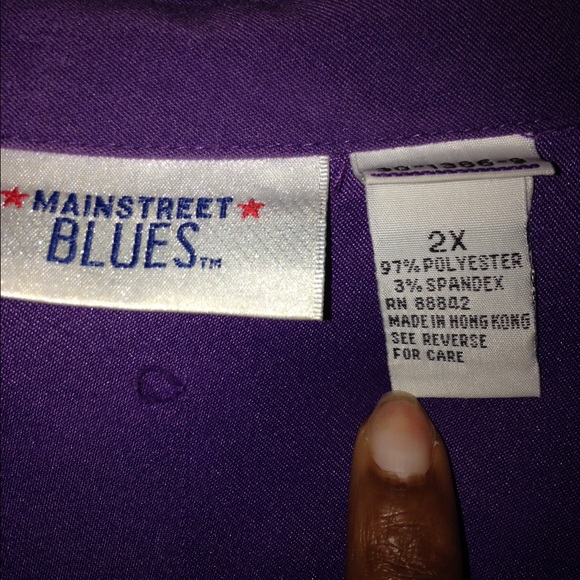 MAINSTREET
BLUES™
2X
97% POLYESTER
3% SPANDEX
RN 88842
MADE IN HONG KONG
SEE REVERSE
FOR CARE